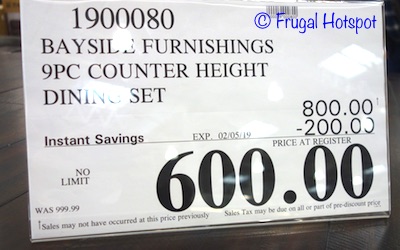 © Frugal Hotspot
1900080
BAYSIDE FURNISHINGS
9PC COUNTER HEIGHT
DINING SET
800.00
Instant Savings EXP. 02/05/19 -200.00
PRICE AT REGISTER
NO
LIMIT
600.00
WAS 999.99
Sales may not have occurred at this price previously Sales Tax may be due on all or part of pre-discount price